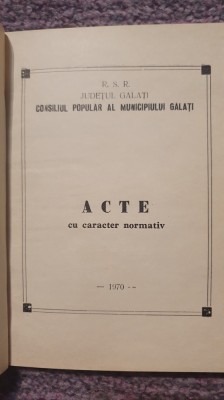 R. S. R.
JUDEȚUL GALAȚI
CONSILIUL POPULAR AL MUNICIPIULUI GALAȚI
ACTE
cu caracter normativ
— 1970 —